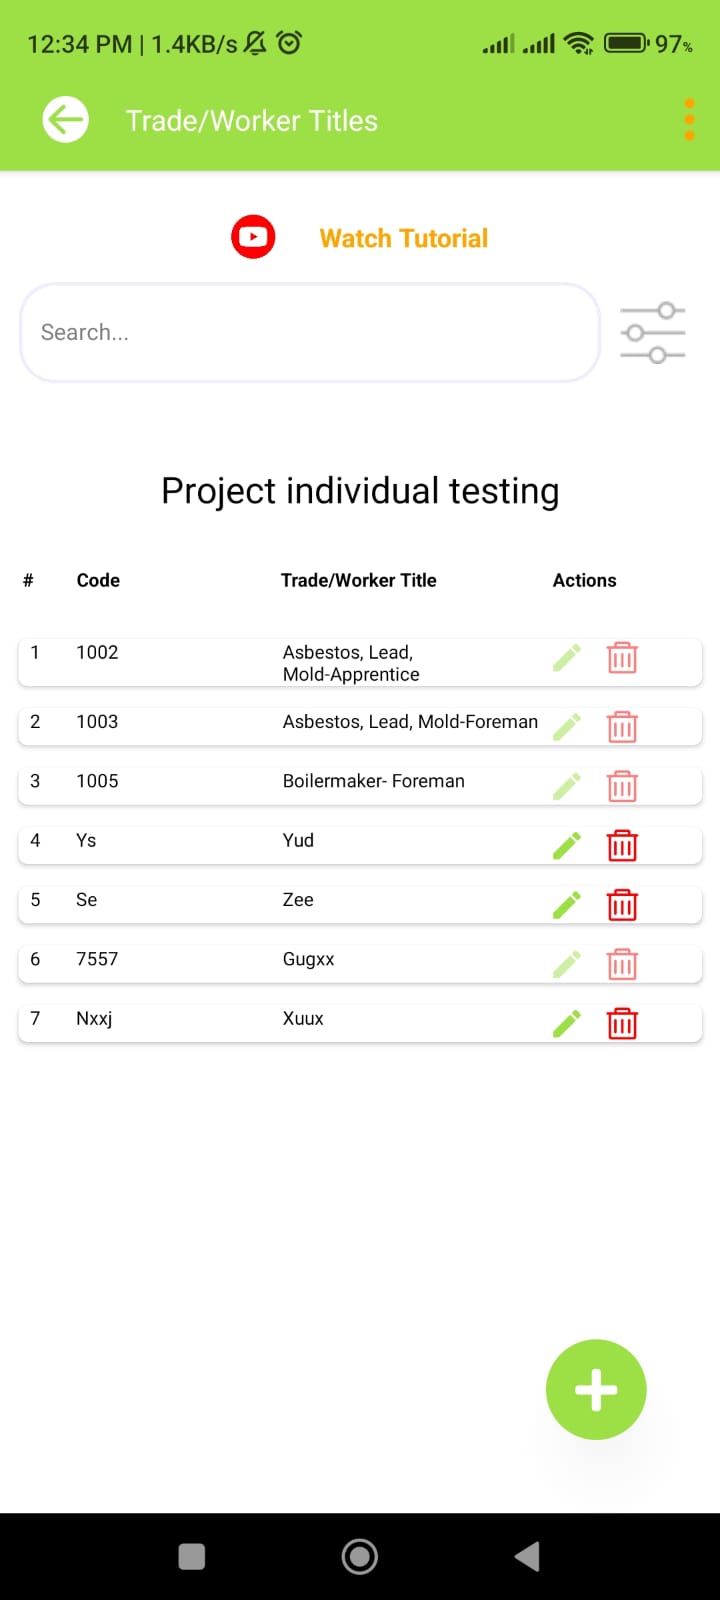 12:34 PM | 1.4KB/s 97%
Trade/Worker Titles
Watch Tutorial
Search...
Project individual testing
# Code Trade/Worker Title Actions
1 1002 Asbestos, Lead,
Mold-Apprentice
2 1003 Asbestos, Lead, Mold-Foreman
3 1005 Boilermaker- Foreman
4 Ys Yud
5 Se Zee
6 7557 Gugxx
7 Nxxj Xuux